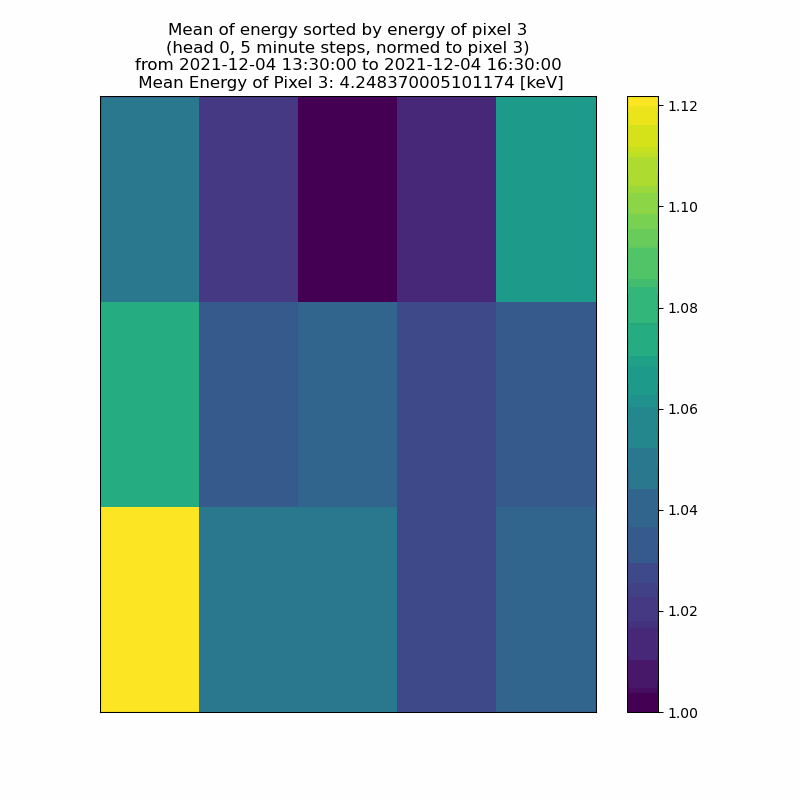 Mean of energy sorted by energy of pixel 3
(head 0, 5 minute steps, normed to pixel 3)
from 2021-12-04 13:30:00 to 2021-12-04 16:30:00
Mean Energy of Pixel 3: 4.248370005101174 [keV]
1.12
1.10
1.08
1.06
1.04
1.02
1.00